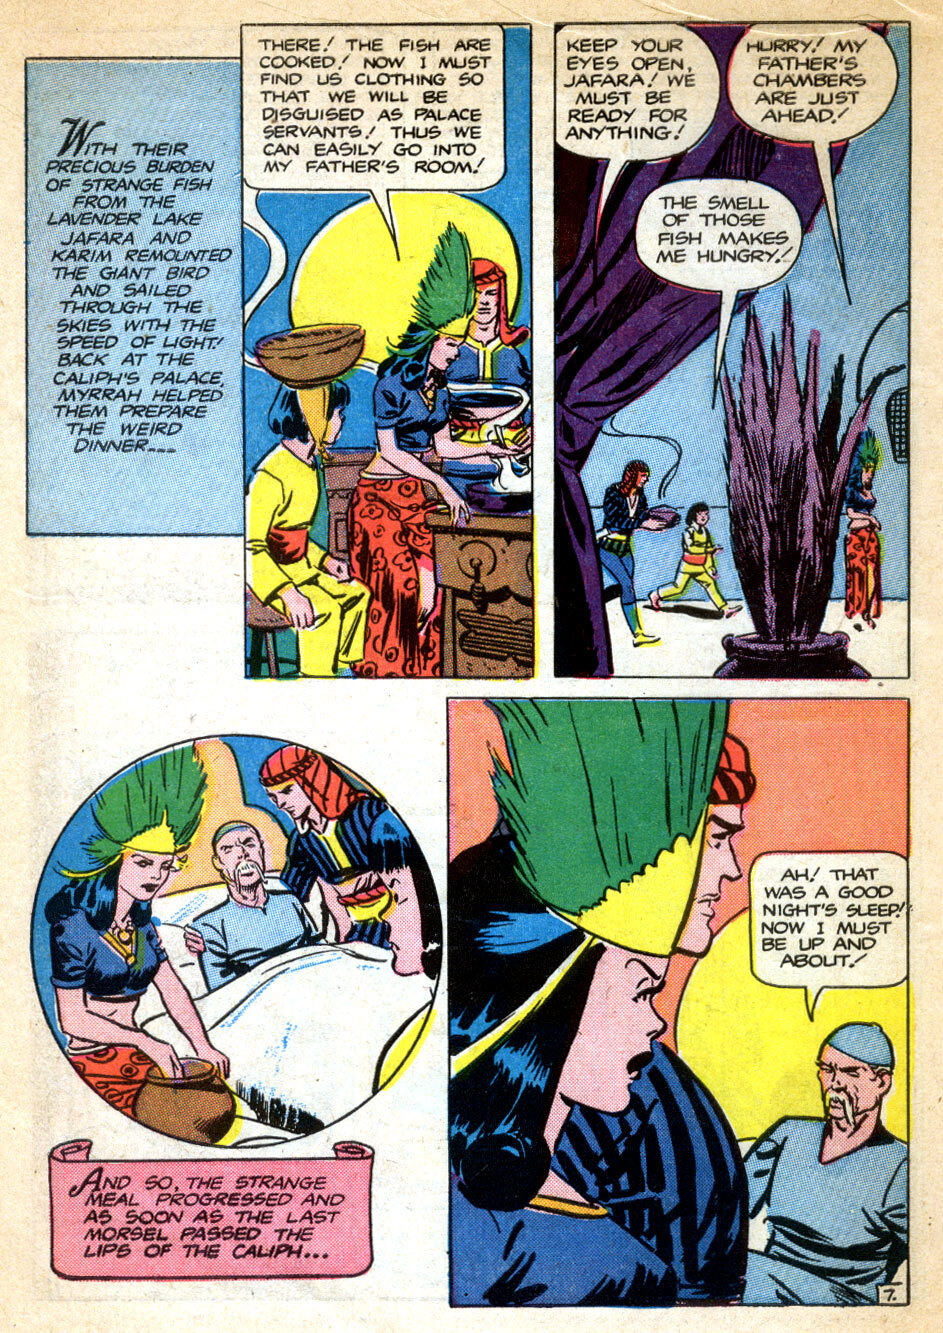 WITH THEIR
PRECIOUS BURDEN
OF STRANGE FISH
FROM THE
LAVENDER LAKE
JAFARA AND
KARIM REMOUNTED
THE GIANT BIRD
AND SAILED
THROUGH THE
SKIES WITH THE
SPEED OF LIGHT!
BACK AT THE
CALIPH'S PALACE,
MYRRAH HELPED
THEM PREPARE
THE WEIRD
DINNER---
THERE! THE FISH ARE
COOKED! NOW I MUST
FIND US CLOTHING SO
THAT WE WILL BE
DISGUISED AS PALACE
SERVANTS! THUS WE
CAN EASILY GO INTO
MY FATHER'S ROOM!
KEEP YOUR
EYES OPEN,
JAFARA! WE
MUST BE
READY FOR
ANYTHING!
HURRY! MY
FATHER'S
CHAMBERS
ARE JUST
AHEAD!
THE SMELL
OF THOSE
FISH MAKES
ME HUNGRY!
AND SO, THE STRANGE
MEAL PROGRESSED AND
AS SOON AS THE LAST
MORSEL PASSED THE
LIPS OF THE CALIPH...
AH! THAT
WAS A GOOD
NIGHT'S SLEEP!
NOW I MUST
BE UP AND
ABOUT!
7.